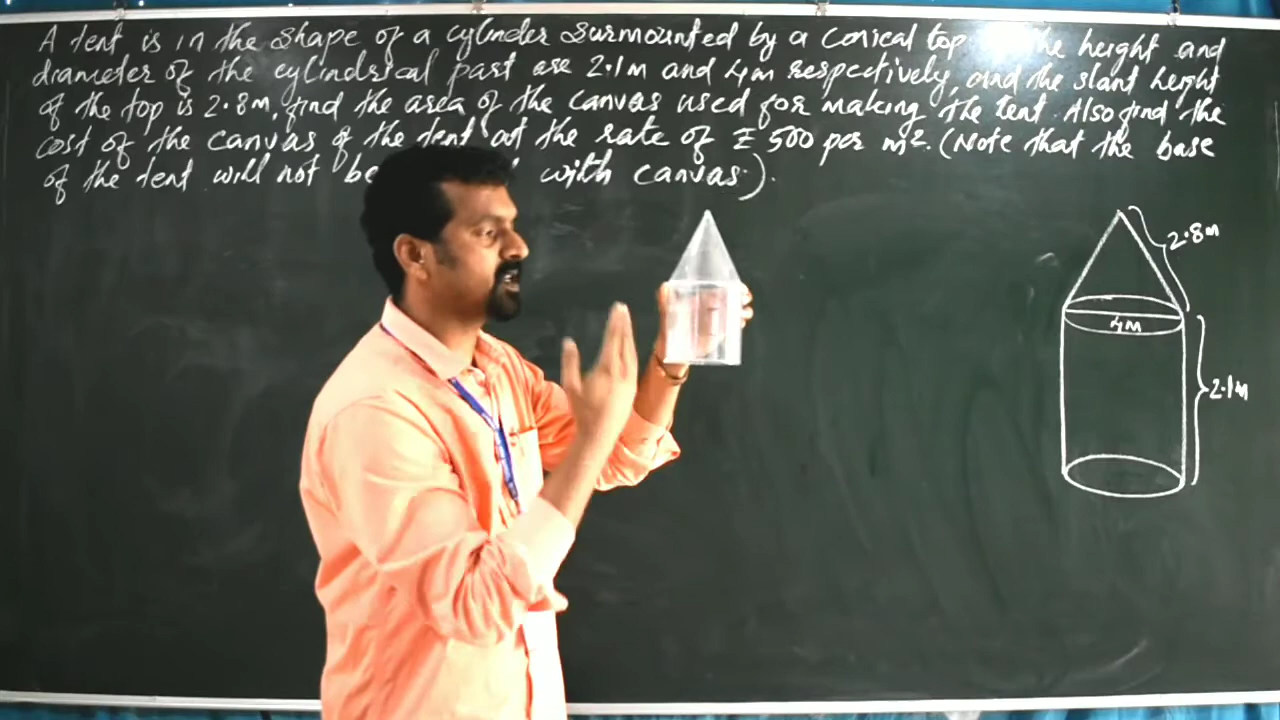 A tent is in the shape of a cylinder surmounted by a conical top the height and
diameter of the cylindrical part are 2.1m and 4m respectively, and the slant height
of the top is 2.8m, find the area of the canvas used for making the tent. Also find the
cost of the canvas of the tent at the rate of ₹ 500 per m². (Note that the base
of the tent will not be with canvas.).
2.8m
4m
2.1m